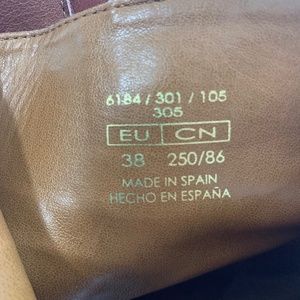 6184 / 301 / 105
305
EU CN
38 250/86
MADE IN SPAIN
HECHO EN ESPAÑA